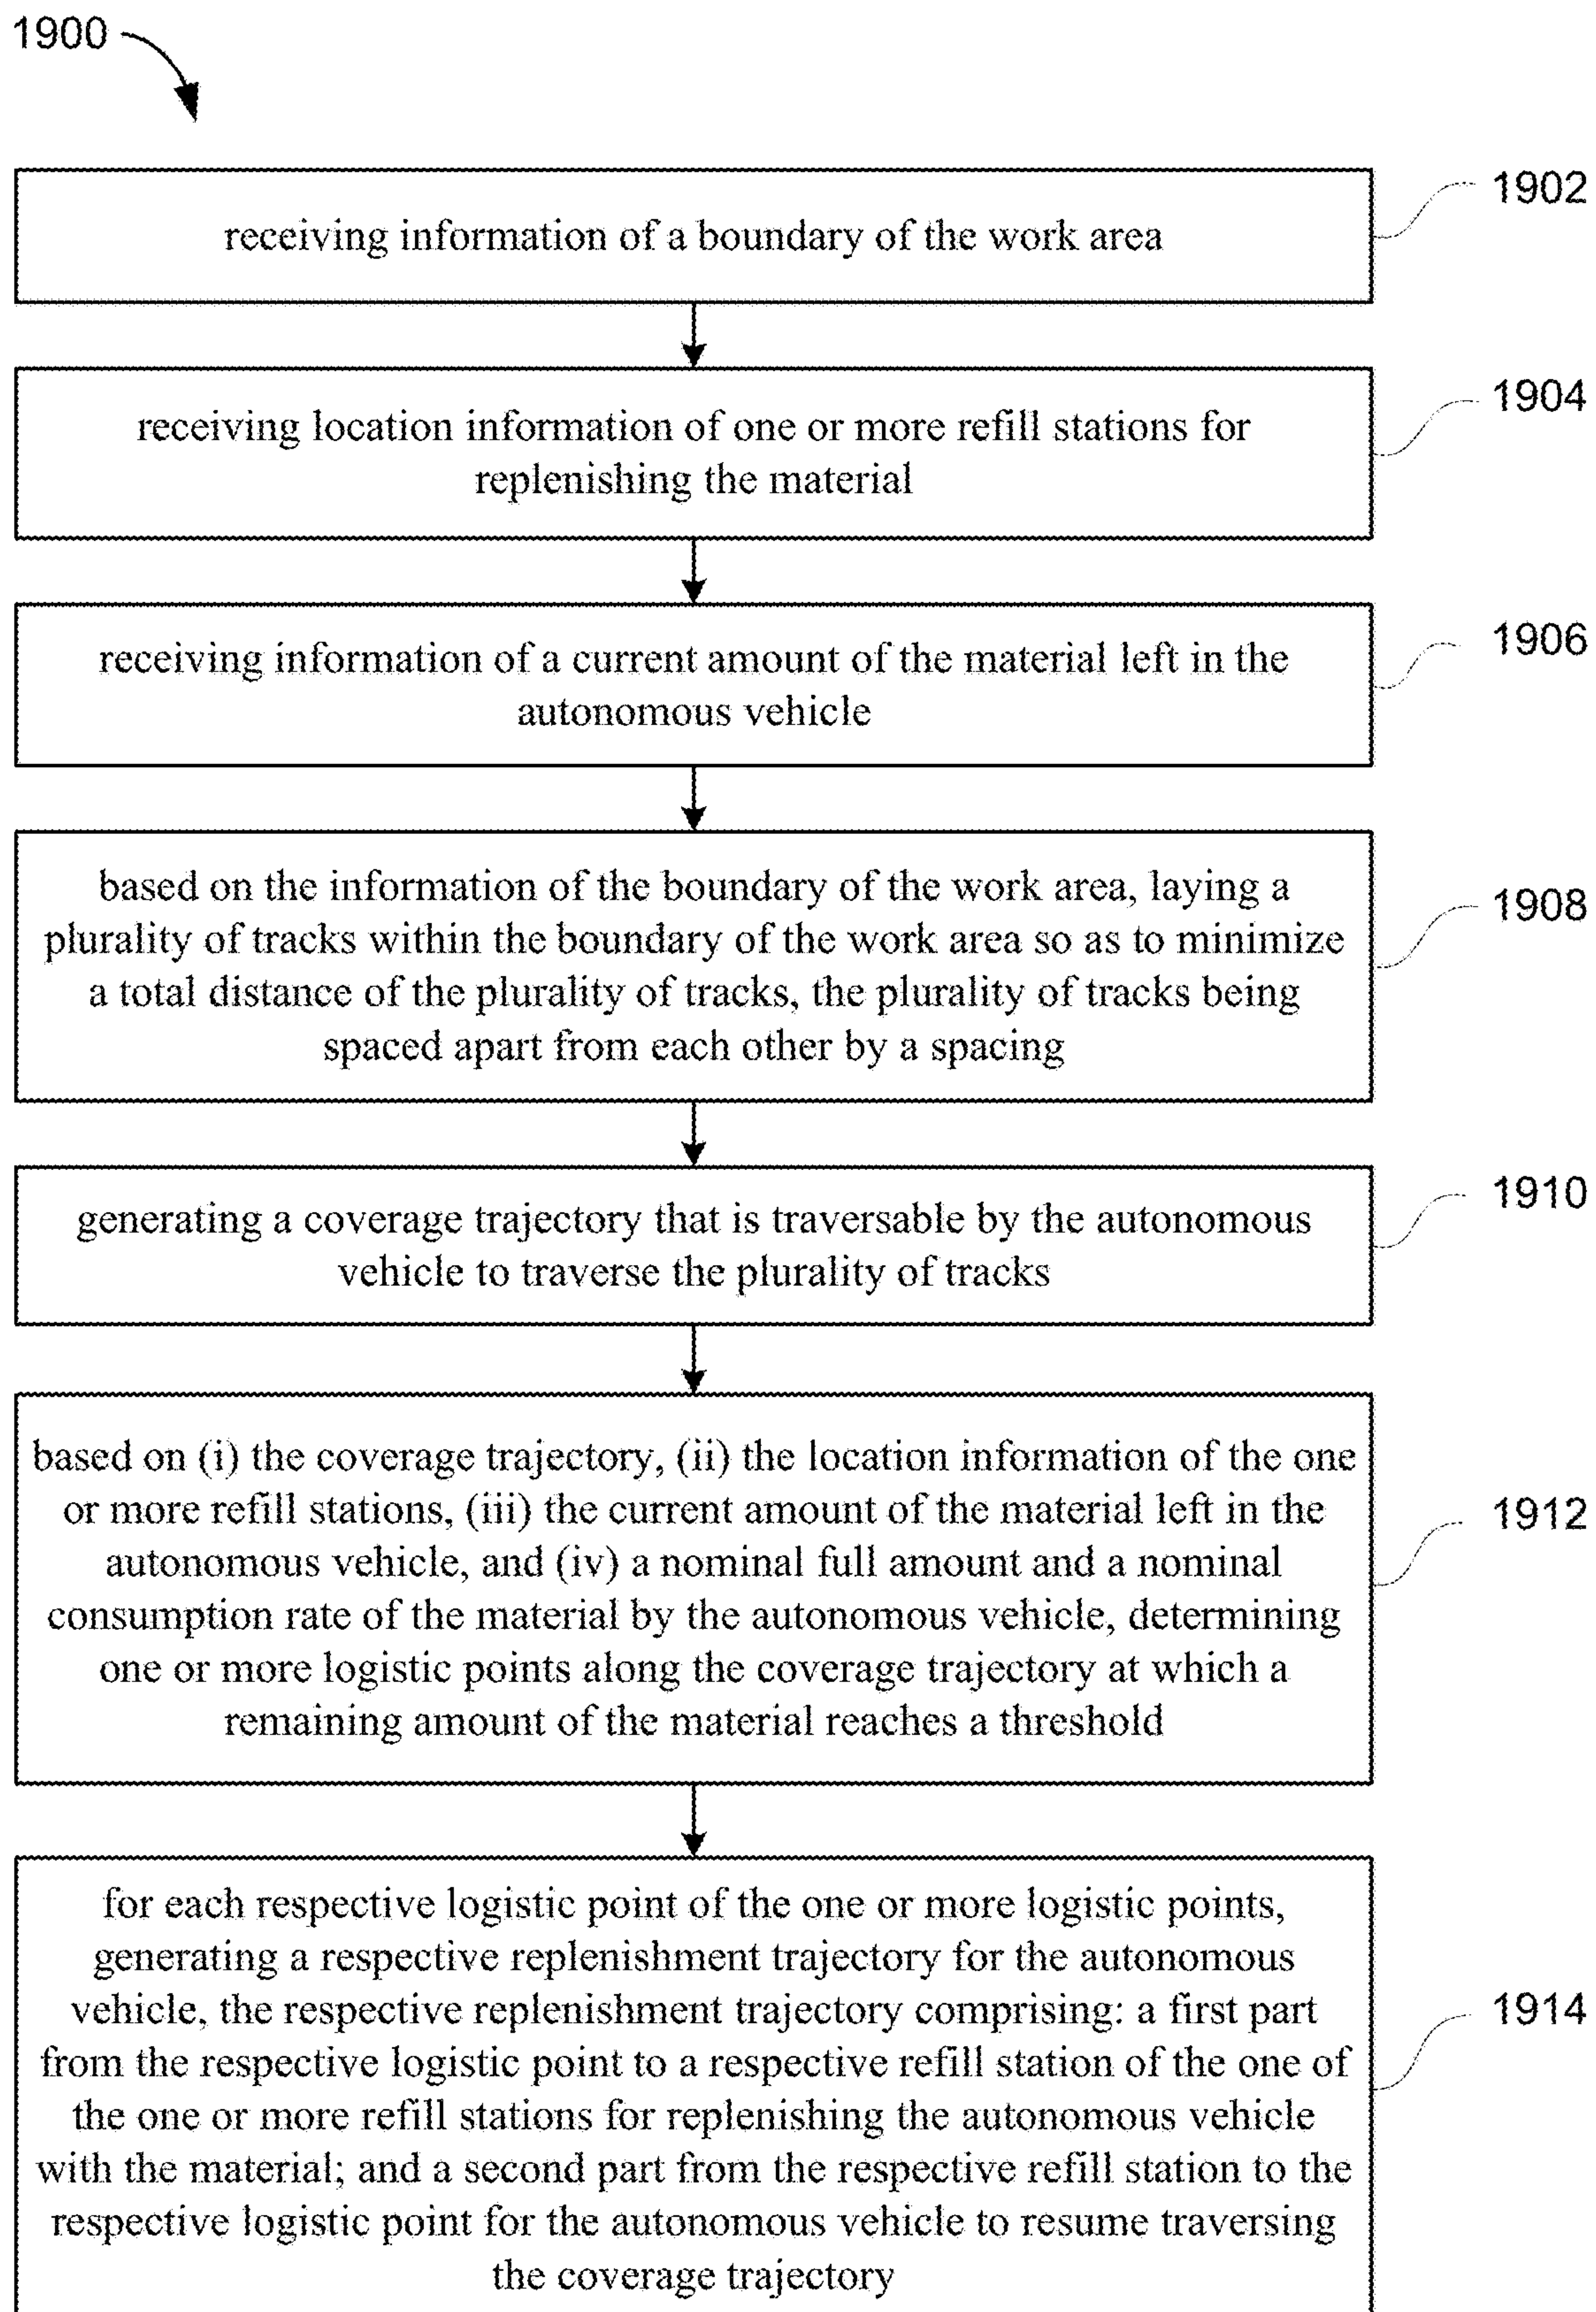 1900
receiving information of a boundary of the work area
1902
receiving location information of one or more refill stations for
replenishing the material
1904
receiving information of a current amount of the material left in the
autonomous vehicle
1906
based on the information of the boundary of the work area, laying a
plurality of tracks within the boundary of the work area so as to minimize
a total distance of the plurality of tracks, the plurality of tracks being
spaced apart from each other by a spacing
1908
generating a coverage trajectory that is traversable by the autonomous
vehicle to traverse the plurality of tracks
1910
based on (i) the coverage trajectory, (ii) the location information of the one
or more refill stations, (iii) the current amount of the material left in the
autonomous vehicle, and (iv) a nominal full amount and a nominal
consumption rate of the material by the autonomous vehicle, determining
one or more logistic points along the coverage trajectory at which a
remaining amount of the material reaches a threshold
1912
for each respective logistic point of the one or more logistic points,
generating a respective replenishment trajectory for the autonomous
vehicle, the respective replenishment trajectory comprising: a first part
from the respective logistic point to a respective refill station of the one of
the one or more refill stations for replenishing the autonomous vehicle
with the material; and a second part from the respective refill station to the
respective logistic point for the autonomous vehicle to resume traversing
the coverage trajectory
1914